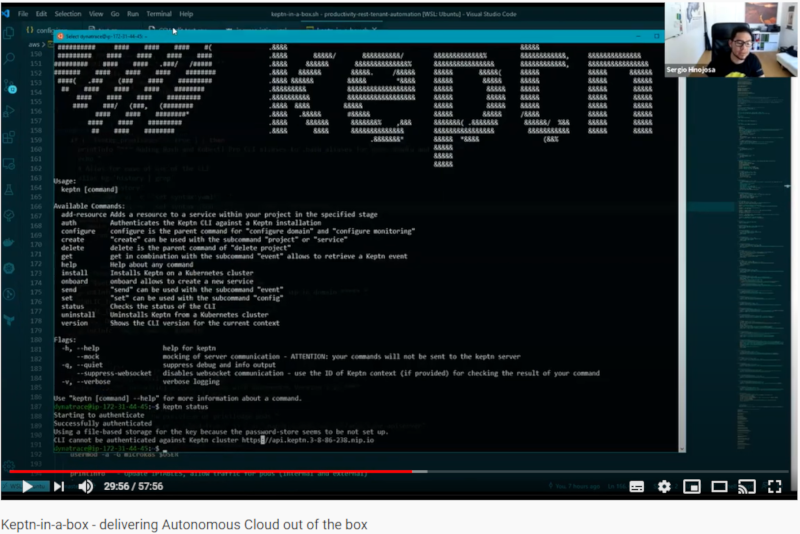 File Edit Selection View Go Run Terminal Help
keptn-in-a-box.sh - productivity-rest-tenant-automation [WSL: Ubuntu] - Visual Studio Code
Sergio Hinojosa
keptn
Usage:
keptn [command]
Available Commands:
add-resource Adds a resource to a service within your project in the specified stage
auth Authenticates the Keptn CLI against a Keptn installation
configure configure is the parent command for "configure domain" and "configure monitoring"
create "create" can be used with the subcommand "project" or "service"
delete delete is the parent command of "delete project"
get get in combination with the subcommand "event" allows to retrieve a Keptn event
help Help about any command
install Installs Keptn on a Kubernetes cluster
onboard onboard allows to create a new service
send "send" can be used with the subcommand "event"
set "set" can be used with the subcommand "config"
status Checks the status of the CLI
uninstall Uninstalls Keptn from a Kubernetes cluster
version Shows the CLI version for the current context
Flags:
-h, --help help for keptn
--mock mocking of server communication - ATTENTION: your commands will not be sent to the keptn server
-q, --quiet suppress debug and info output
--suppress-websocket disables websocket communication - use the ID of Keptn context (if provided) for checking the result of your command
-v, --verbose verbose logging
Use "keptn [command] --help" for more information about a command.
dynatrace@ip-172-31-44-45:~$ keptn status
Starting to authenticate
Successfully authenticated
Using a file-based storage for the key because the password-store seems to be not set up.
CLI cannot be authenticated against Keptn cluster https://api.keptn.3-8-86-238.nip.io
dynatrace@ip-172-31-44-45:~$
29:56 / 57:56
Keptn-in-a-box - delivering Autonomous Cloud out of the box